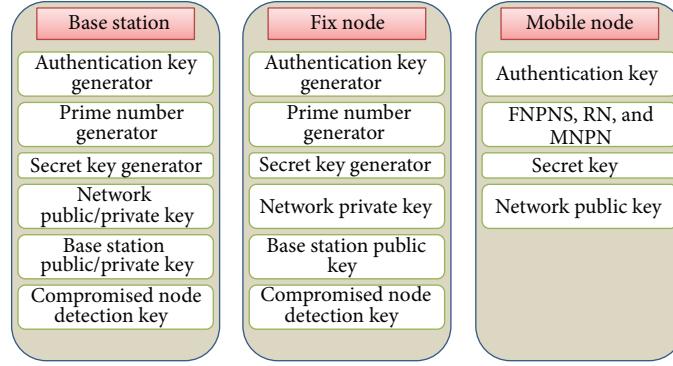 Base station
Authentication key
generator
Prime number
generator
Secret key generator
Network
public/private key
Base station
public/private key
Compromised node
detection key
Fix node
Authentication key
generator
Prime number
generator
Secret key generator
Network private key
Base station public
key
Compromised node
detection key
Mobile node
Authentication key
FNPNS, RN, and
MNPN
Secret key
Network public key